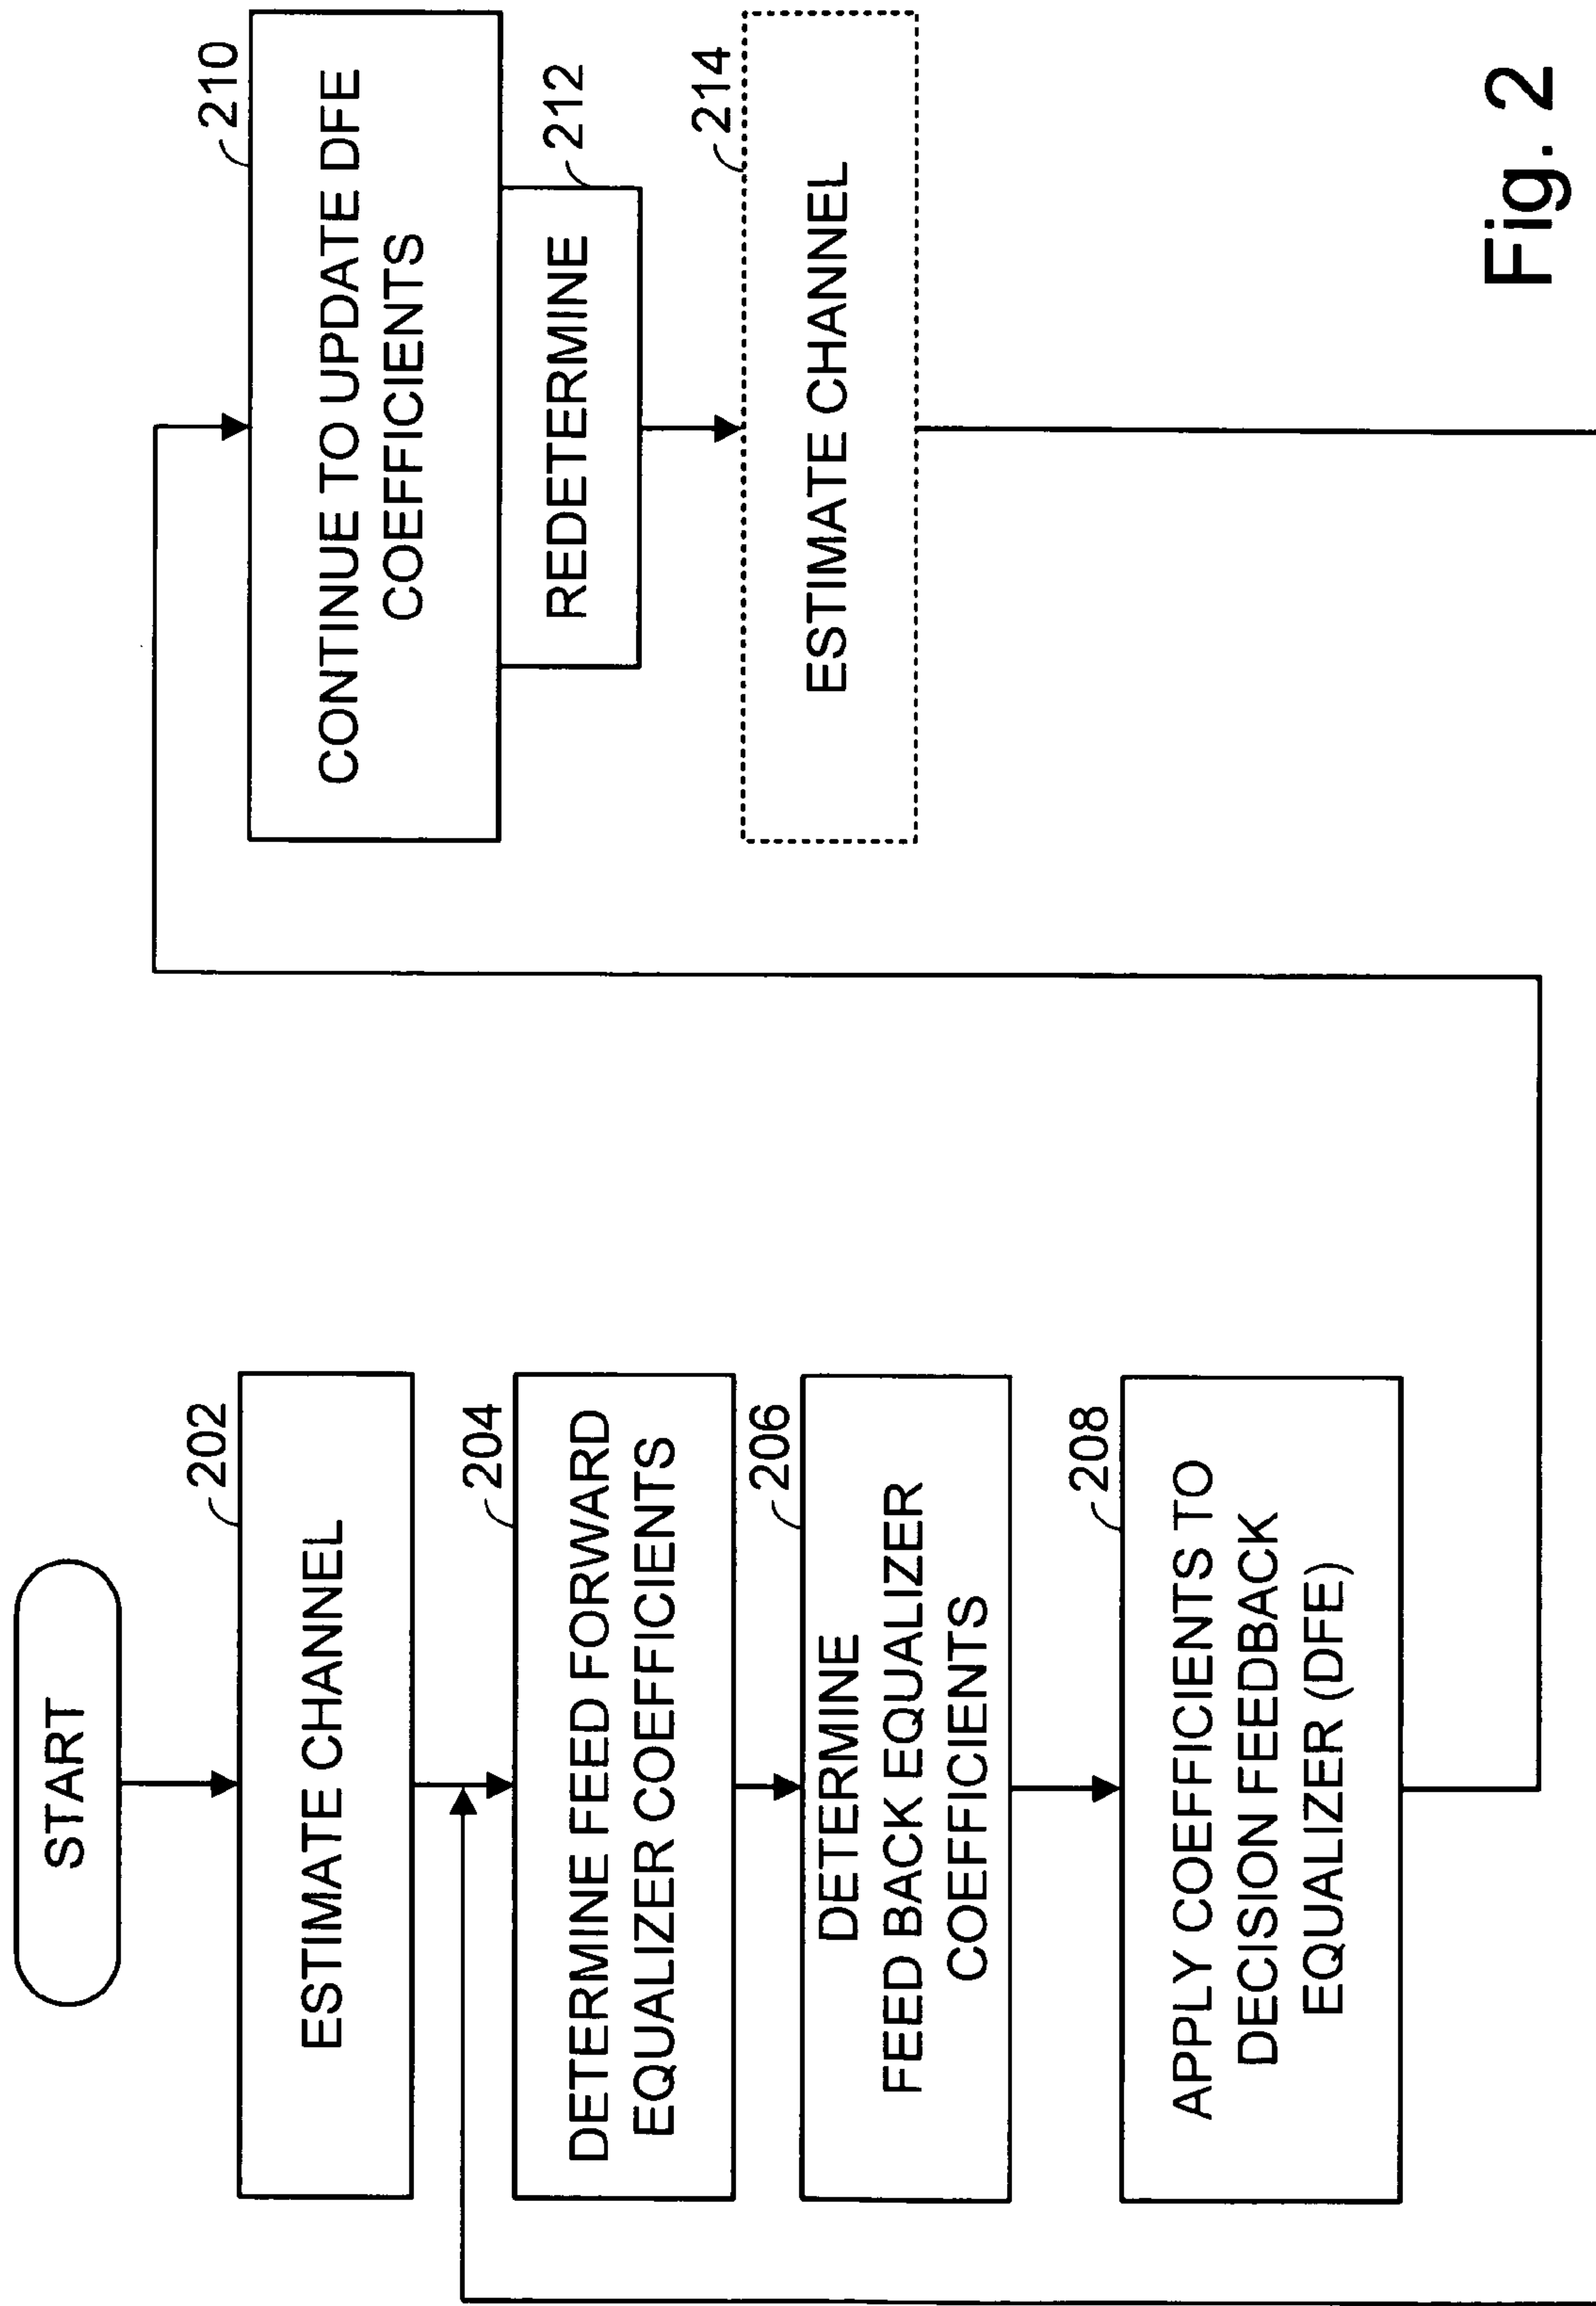 START
202
ESTIMATE CHANNEL
204
DETERMINE FEED FORWARD
EQUALIZER COEFFICIENTS
206
DETERMINE
FEED BACK EQUALIZER
COEFFICIENTS
208
APPLY COEFFICIENTS TO
DECISION FEEDBACK
EQUALIZER (DFE)
210
CONTINUE TO UPDATE DFE
COEFFICIENTS
212
REDETERMINE
214
ESTIMATE CHANNEL
Fig. 2